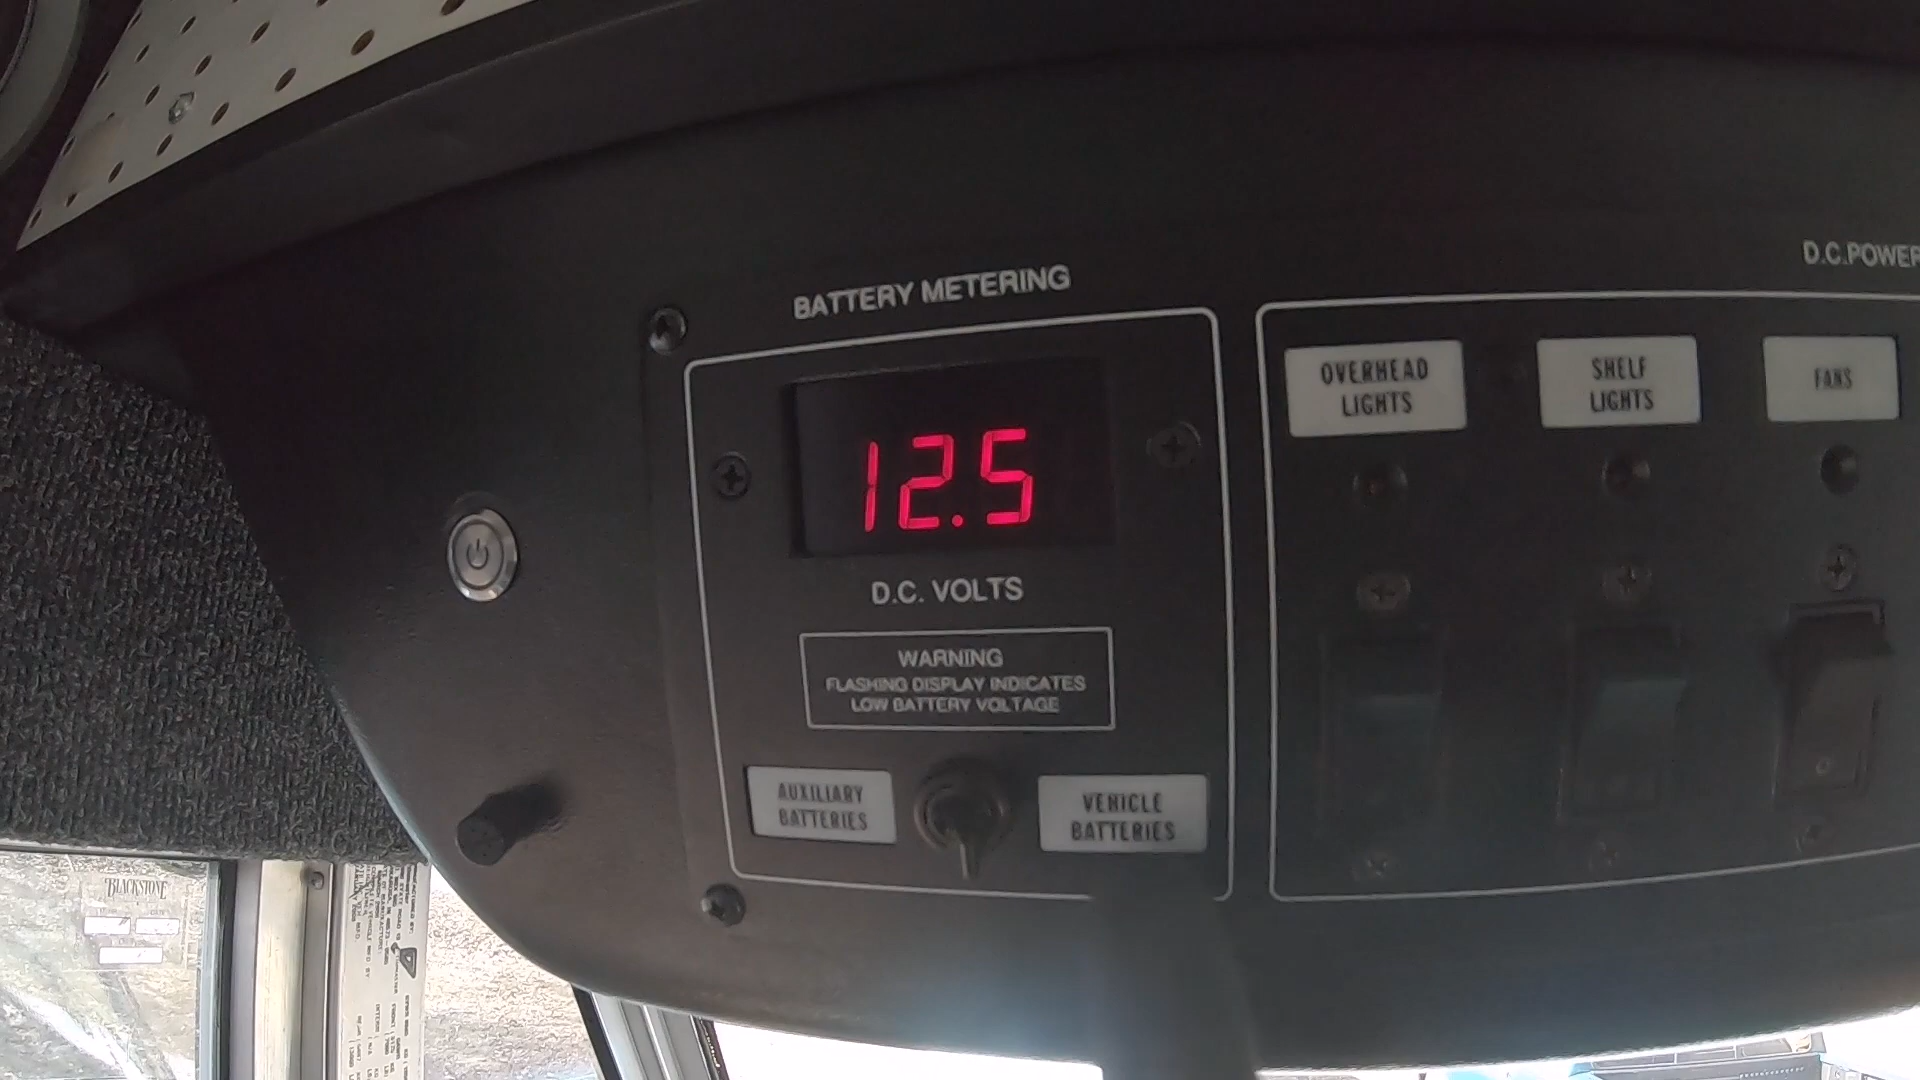 D.C.POWER
BATTERY METERING
OVERHEAD
LIGHTS
SHELF
LIGHTS
FANS
12.5
D.C. VOLTS
WARNING
FLASHING DISPLAY INDICATES
LOW BATTERY VOLTAGE
AUXILIARY
BATTERIES
VEHICLE
BATTERIES
BLACKSTONE